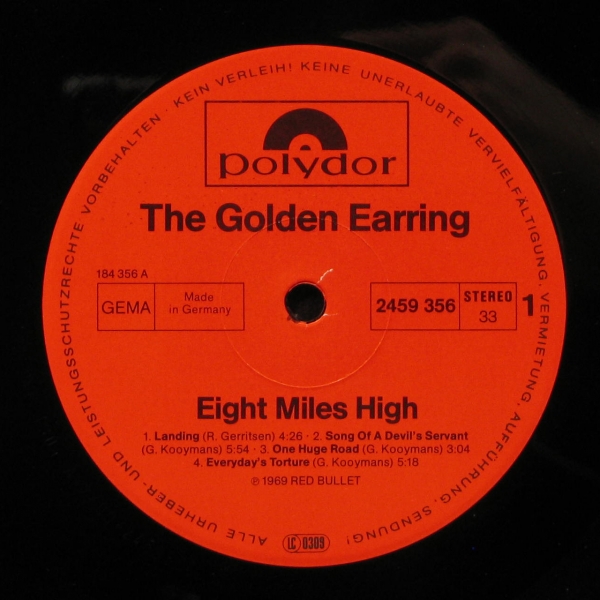 ALLE URHEBER- UND LEISTUNGSSCHUTZRECHTE VORBEHALTEN · KEIN VERLEIH! KEINE UNERLAUBTE VERVIELFÄLTIGUNG, VERMIETUNG, AUFFÜHRUNG, SENDUNG!
polydor
The Golden Earring
184 356 A
GEMA
Made
in Germany
2459 356
STEREO
33
1
Eight Miles High
1. Landing (R. Gerritsen) 4:26 · 2. Song Of A Devil's Servant
(G. Kooymans) 5:54 · 3. One Huge Road (G. Kooymans) 3:04
4. Everyday's Torture (G. Kooymans) 5:18
℗ 1969 RED BULLET
LC 0309